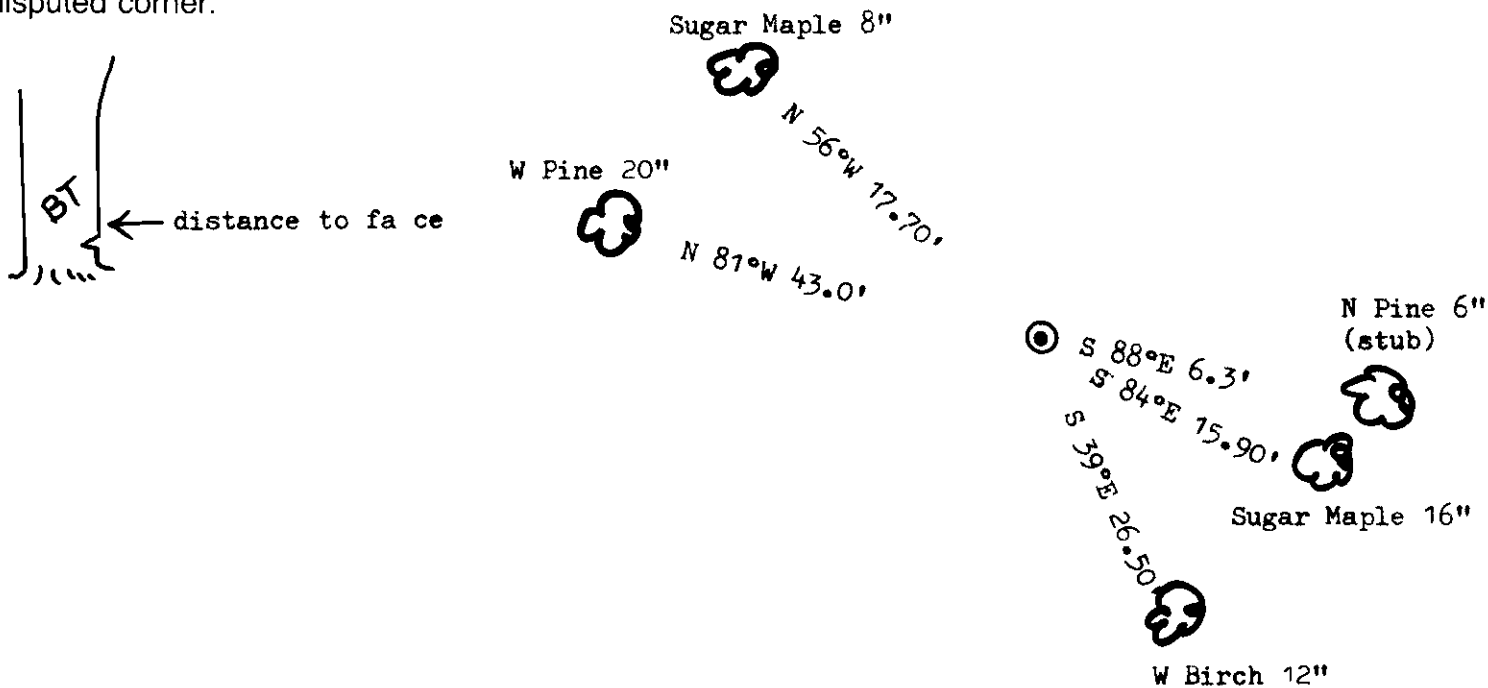 disputed corner.
Sugar Maple 8"
N 56°W 17.70'
W Pine 20"
BT
distance to fa ce
N 81°W 43.0'
N Pine 6"
(stub)
S 88°E 6.3'
S 84°E 15.90'
S 39°E 26.50'
Sugar Maple 16"
W Birch 12"